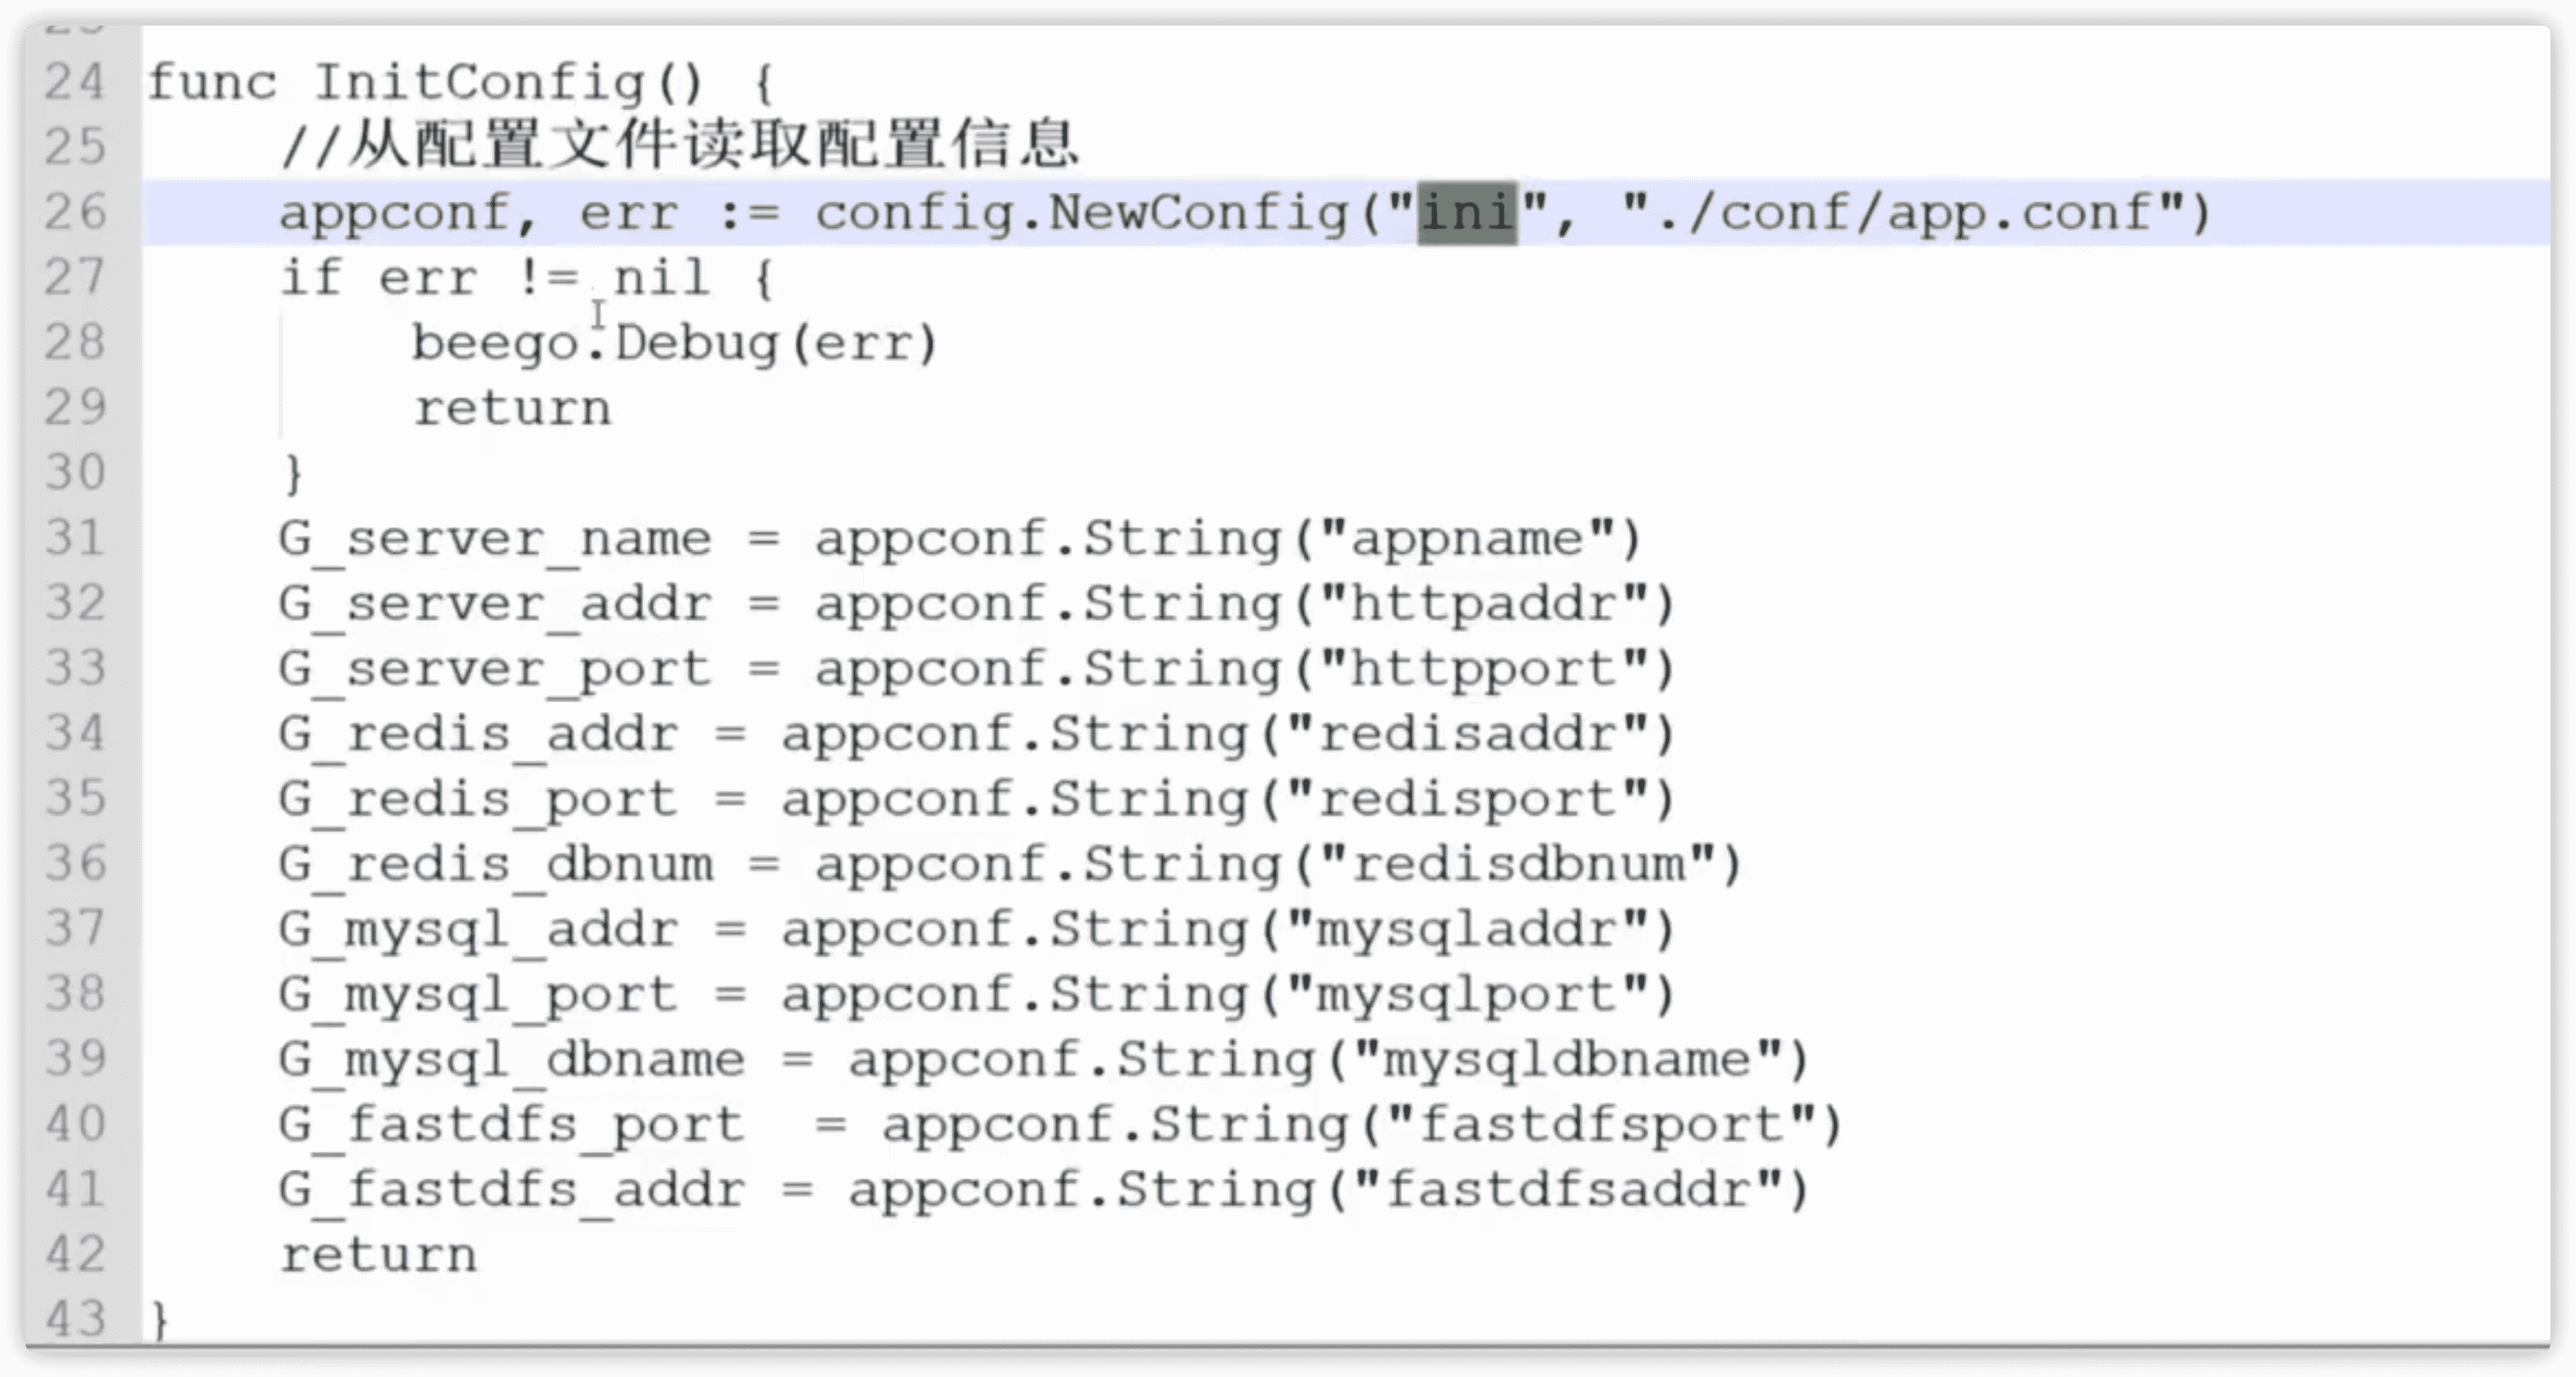 24 func InitConfig() {
25 //从配置文件读取配置信息
26 appconf, err := config.NewConfig("ini", "./conf/app.conf")
27 if err != nil {
28 beego.Debug(err)
29 return
30 }
31 G_server_name = appconf.String("appname")
32 G_server_addr = appconf.String("httpaddr")
33 G_server_port = appconf.String("httpport")
34 G_redis_addr = appconf.String("redisaddr")
35 G_redis_port = appconf.String("redisport")
36 G_redis_dbnum = appconf.String("redisdbnum")
37 G_mysql_addr = appconf.String("mysqladdr")
38 G_mysql_port = appconf.String("mysqlport")
39 G_mysql_dbname = appconf.String("mysqldbname")
40 G_fastdfs_port  = appconf.String("fastdfsport")
41 G_fastdfs_addr = appconf.String("fastdfsaddr")
42 return
43 }